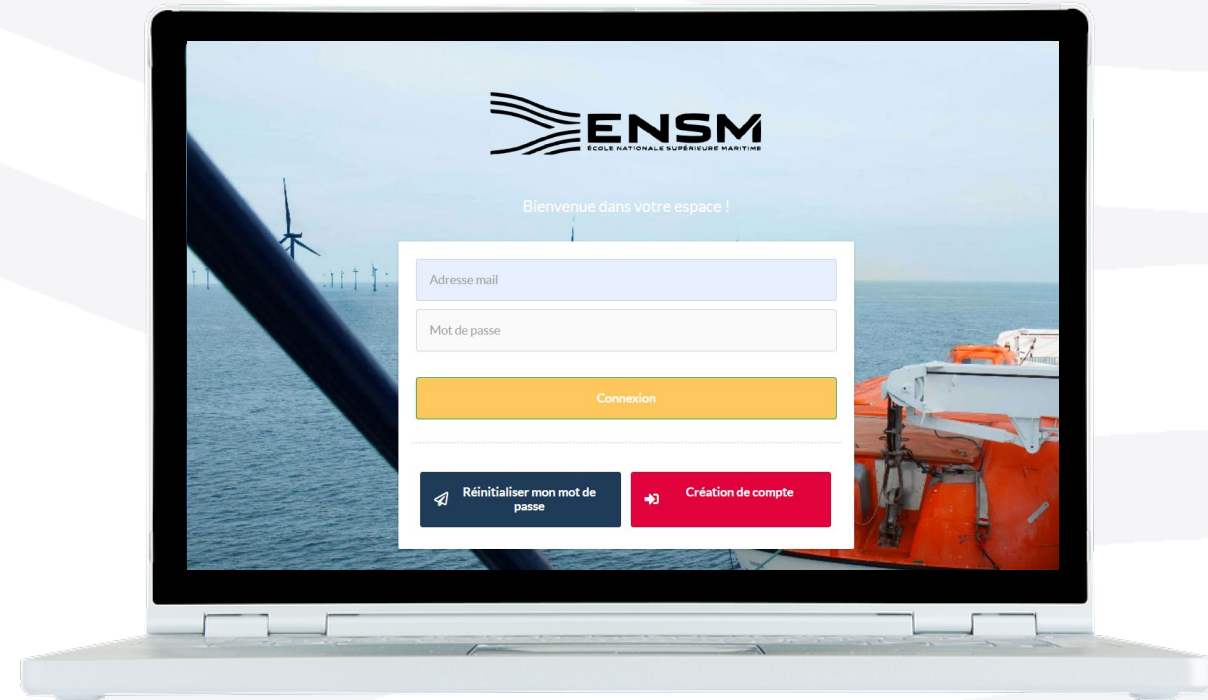 ENSM
ÉCOLE NATIONALE SUPÉRIEURE MARITIME
Bienvenue dans votre espace !
Adresse mail
Mot de passe
Connexion
Réinitialiser mon mot de
passe
Création de compte